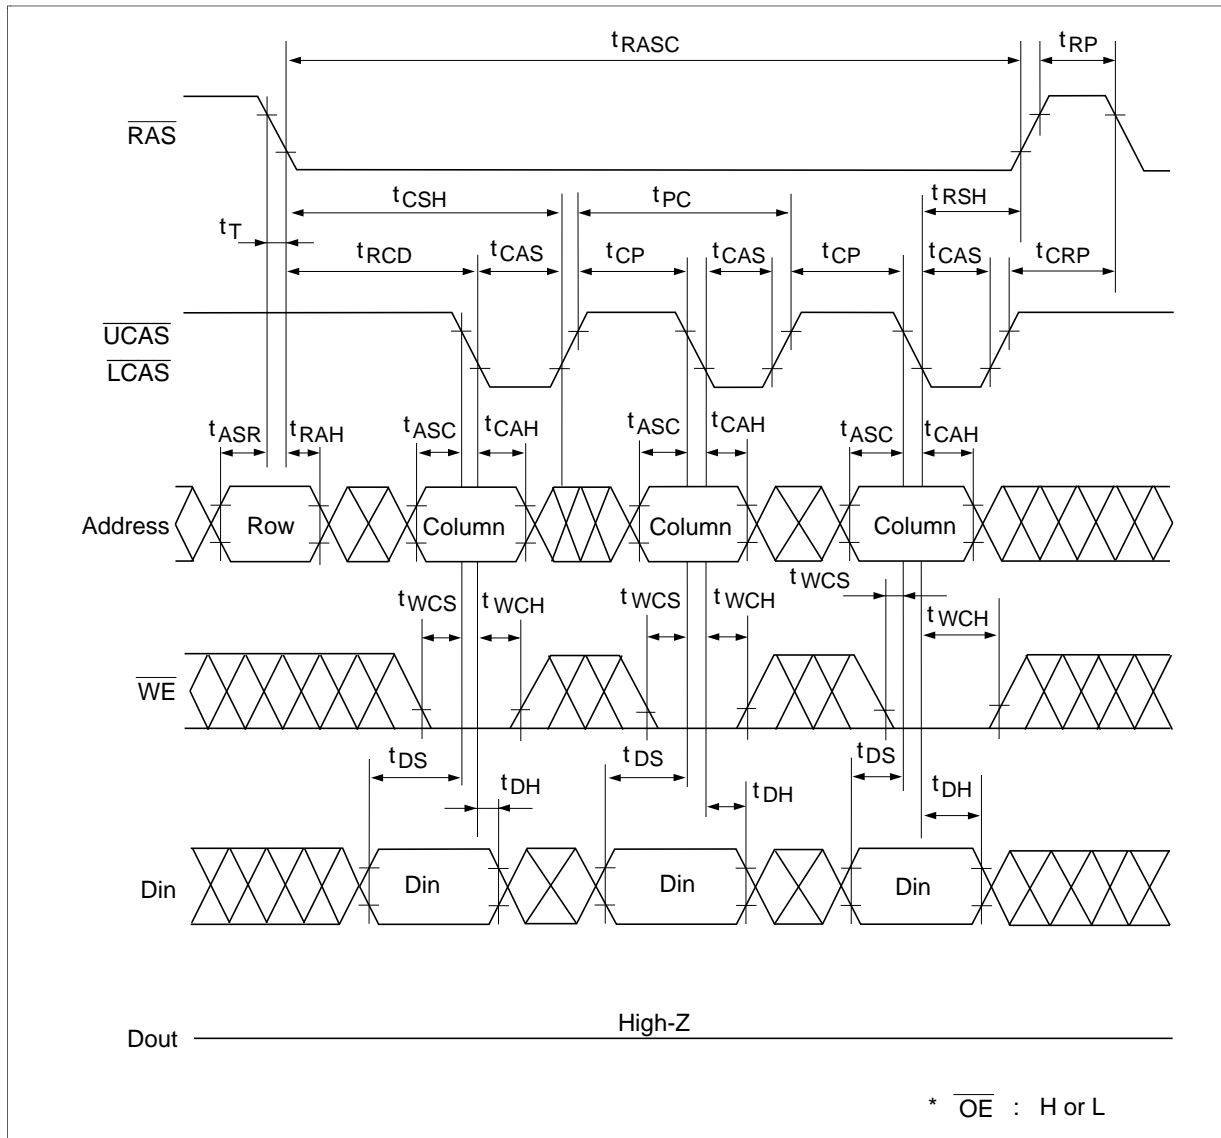 tRASC
tRP
RAS
tCSH
tPC
tRSH
tT
tRCD
tCAS
tCP
tCAS
tCP
tCAS
tCRP
UCAS
LCAS
tASR
tRAH
tASC
tCAH
tASC
tCAH
tASC
tCAH
Address
Row
Column
Column
Column
tWCS
tWCH
tWCS
tWCH
tWCS
tWCH
WE
tDS
tDH
tDS
tDH
tDS
tDH
Din
Din
Din
Din
Dout
High-Z
* OE : H or L